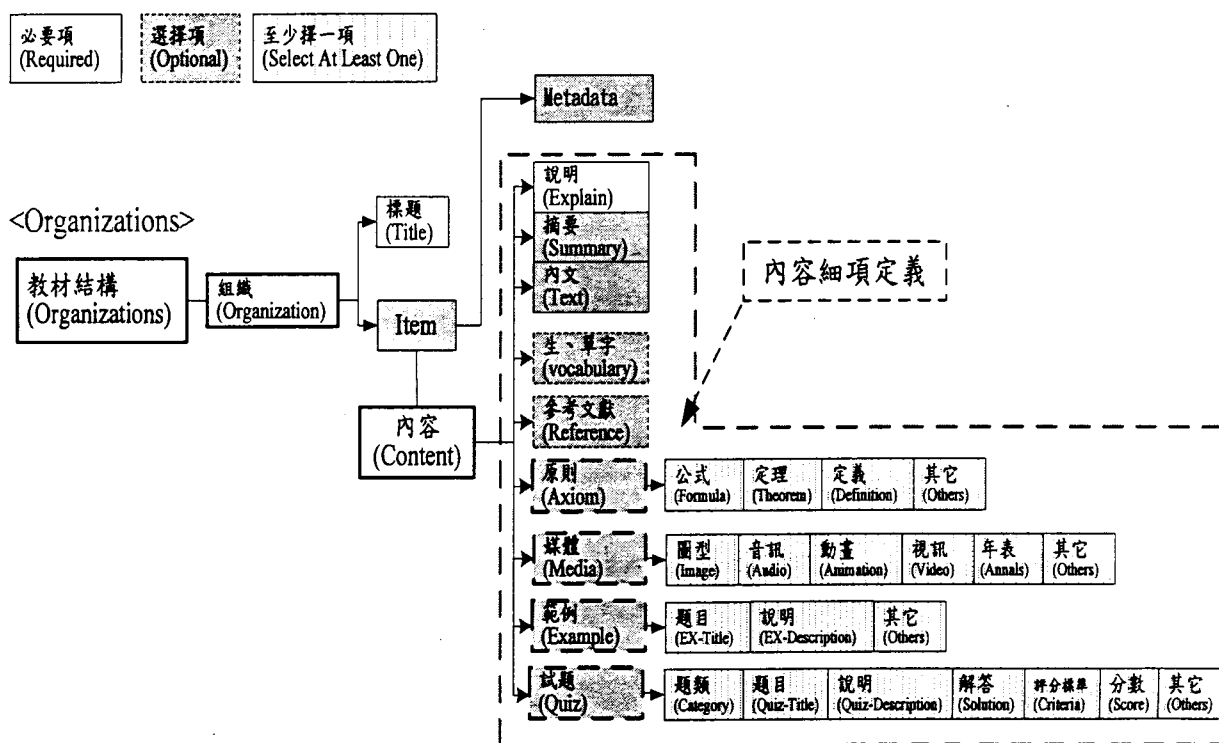 必要項
(Required)
選擇項
(Optional)
至少擇一項
(Select At Least One)
Metadata
說明
(Explain)
摘要
(Summary)
內文
(Text)
<Organizations>
標題
(Title)
教材結構
(Organizations)
組織
(Organization)
Item
內容細項定義
生、單字
(vocabulary)
參考文獻
(Reference)
內容
(Content)
原則
(Axiom)
公式
(Formula)
定理
(Theorem)
定義
(Definition)
其它
(Others)
媒體
(Media)
圖型
(Image)
音訊
(Audio)
動畫
(Animation)
視訊
(Video)
年表
(Annals)
其它
(Others)
範例
(Example)
題目
(EX-Title)
說明
(EX-Description)
其它
(Others)
試題
(Quiz)
題類
(Category)
題目
(Quiz-Title)
說明
(Quiz-Description)
解答
(Solution)
評分標準
(Criteria)
分數
(Score)
其它
(Others)